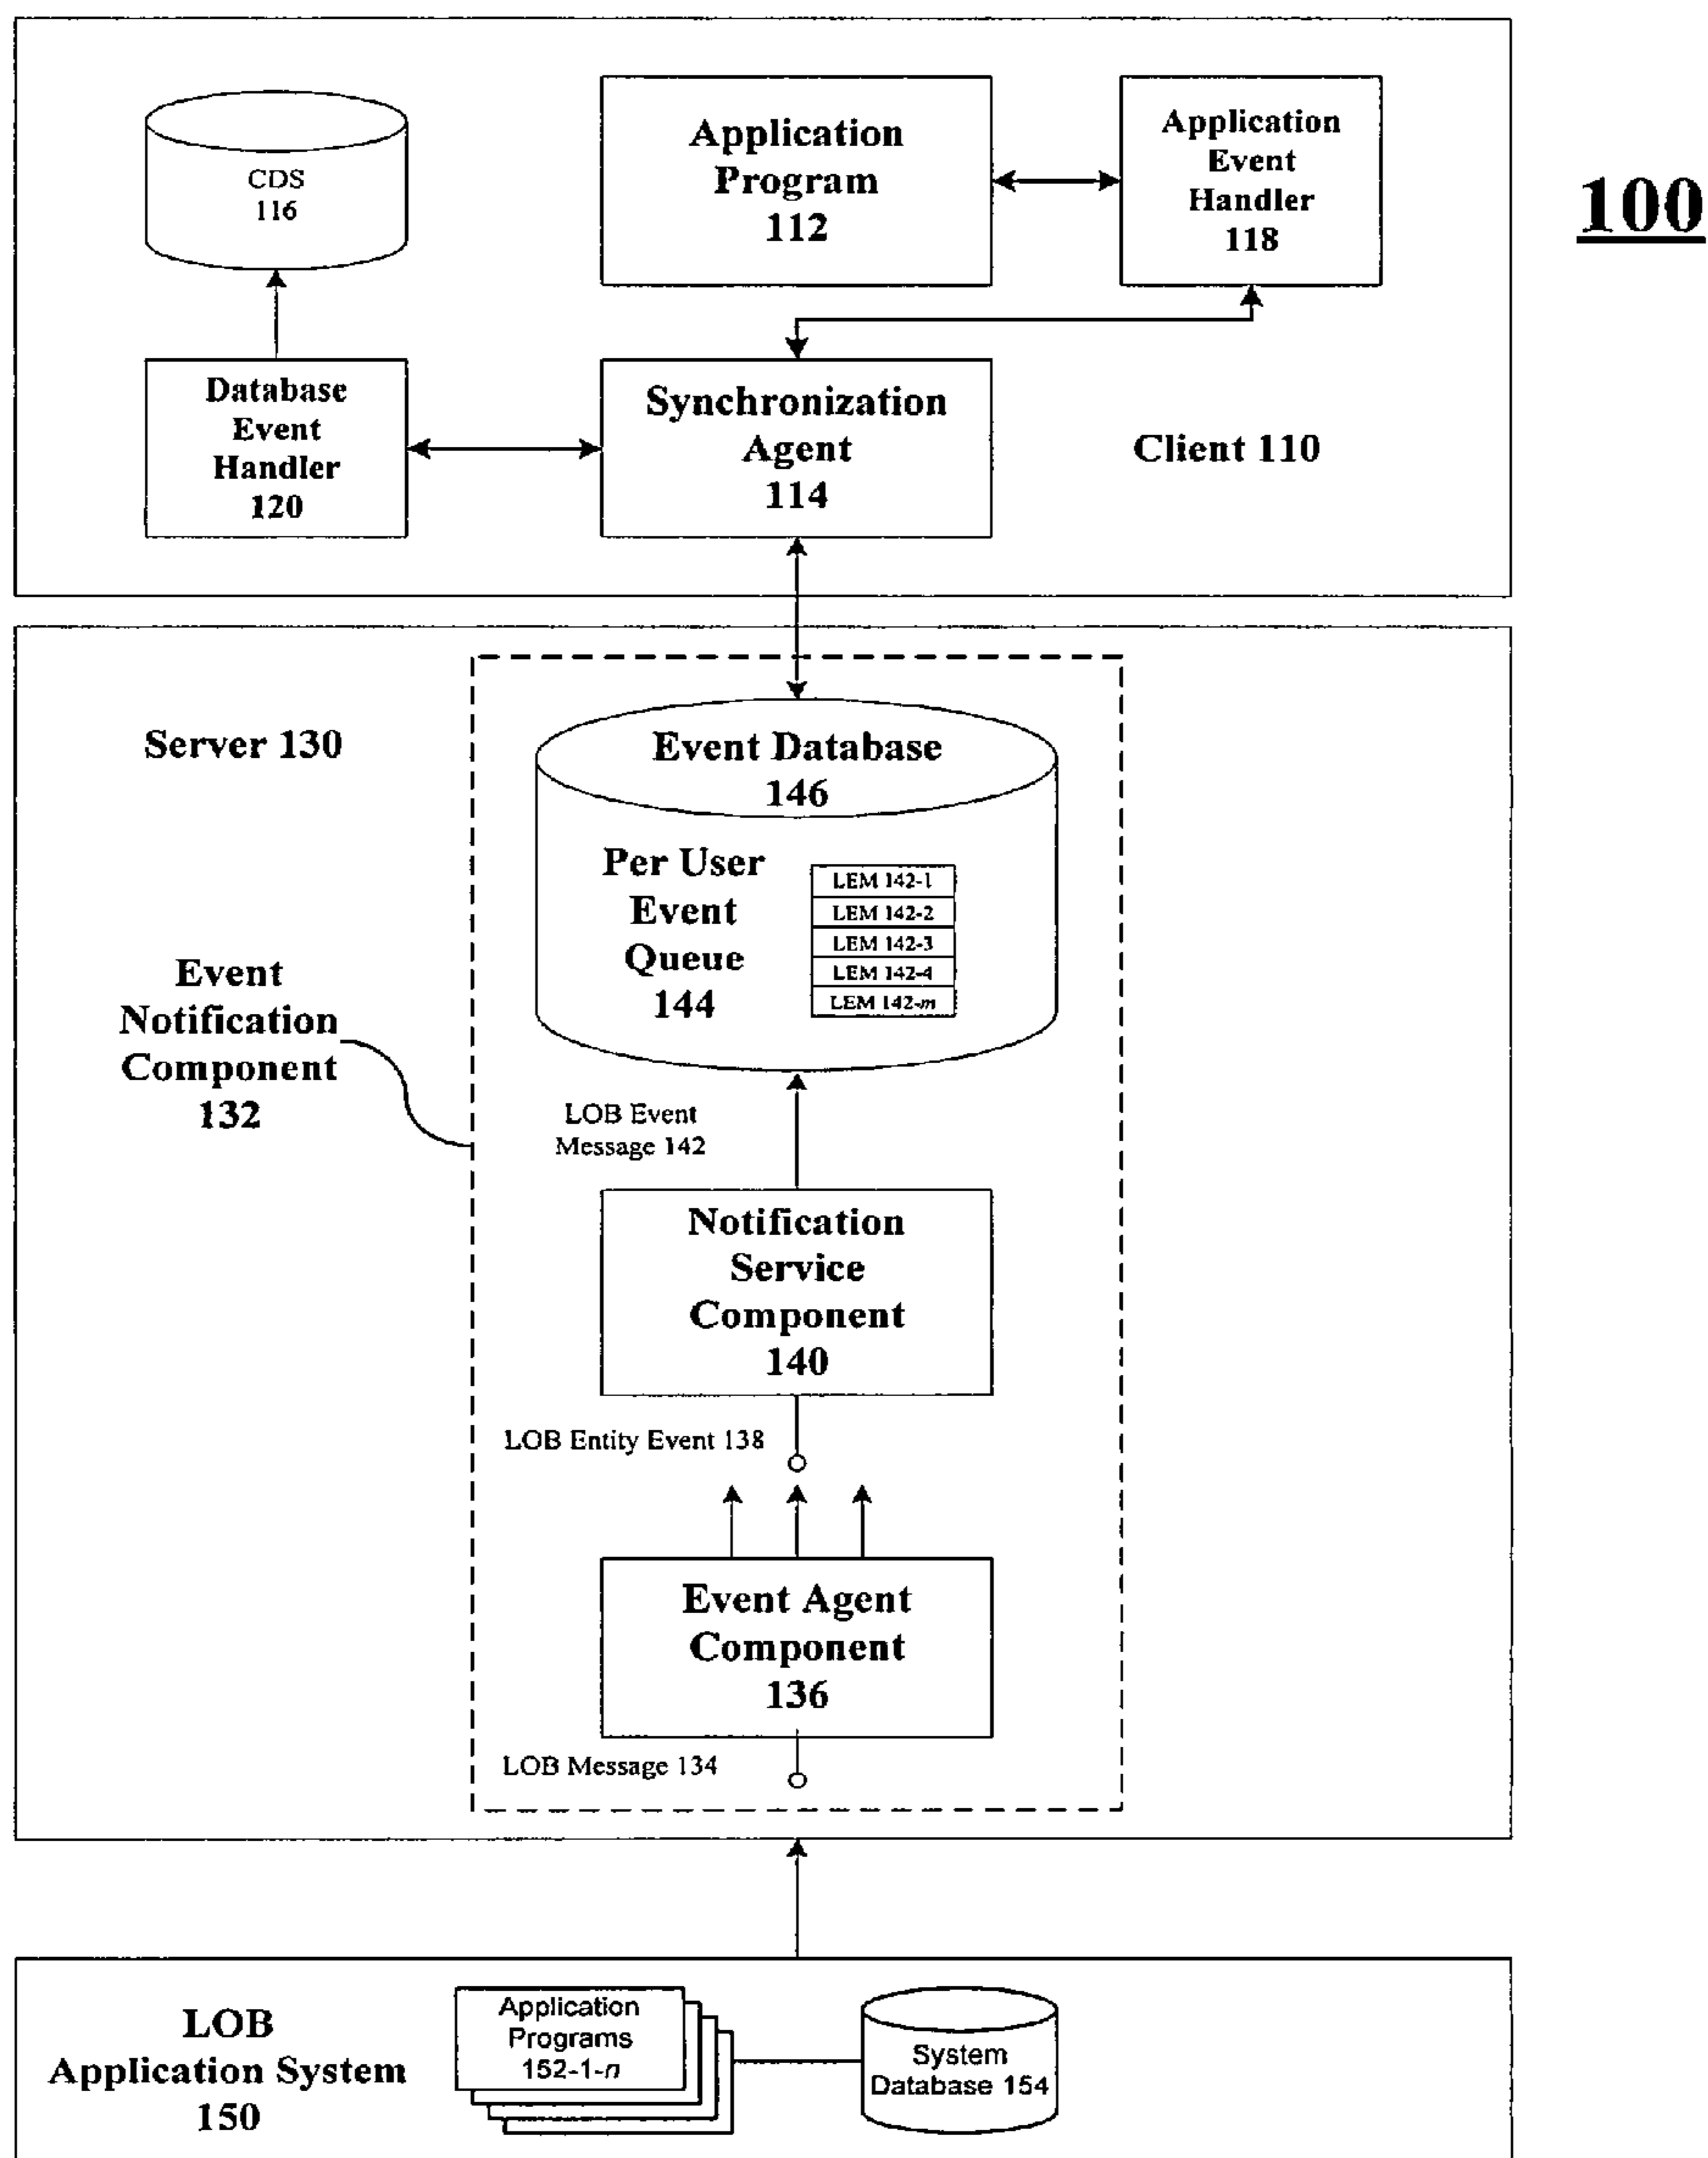 100
CDS
116
Application
Program
112
Application
Event
Handler
118
Database
Event
Handler
120
Synchronization
Agent
114
Client 110
Server 130
Event Database
146
Per User
Event
Queue
144
LEM 142-1
LEM 142-2
LEM 142-3
LEM 142-4
LEM 142-m
Event
Notification
Component
132
LOB Event
Message 142
Notification
Service
Component
140
LOB Entity Event 138
Event Agent
Component
136
LOB Message 134
LOB
Application System
150
Application
Programs
152-1-n
System
Database 154